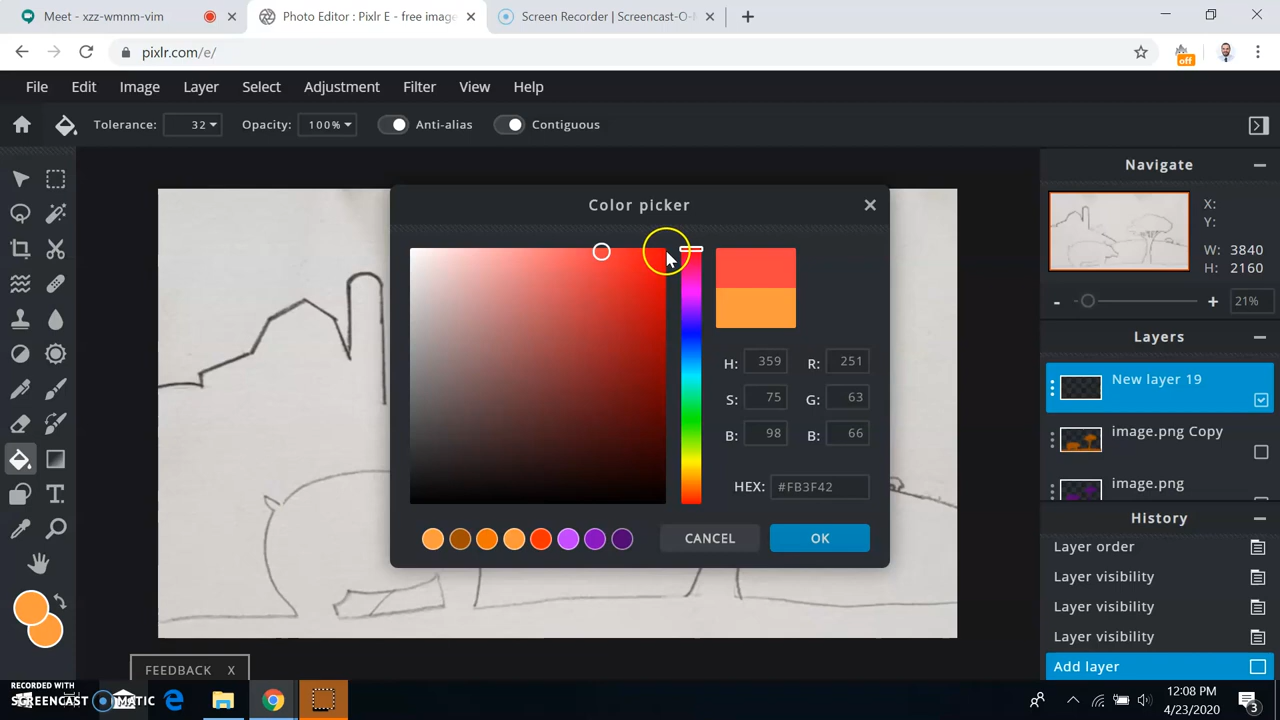 Meet - xzz-wmnm-vim
Photo Editor : Pixlr E - free image
Screen Recorder | Screencast-O-
pixlr.com/e/
off
File Edit Image Layer Select Adjustment Filter View Help
Tolerance: 32 Opacity: 100% Anti-alias Contiguous
Navigate
X:
Y:
W: 3840
H: 2160
- + 21%
Color picker
H: 359 R: 251
S: 75 G: 63
B: 98 B: 66
HEX: #FB3F42
CANCEL OK
Layers
New layer 19
image.png Copy
image.png
History
Layer order
Layer visibility
Layer visibility
Layer visibility
Add layer
T.
FEEDBACK X
RECORDED WITH
SCREENCAST MATIC
12:08 PM
4/23/2020
3